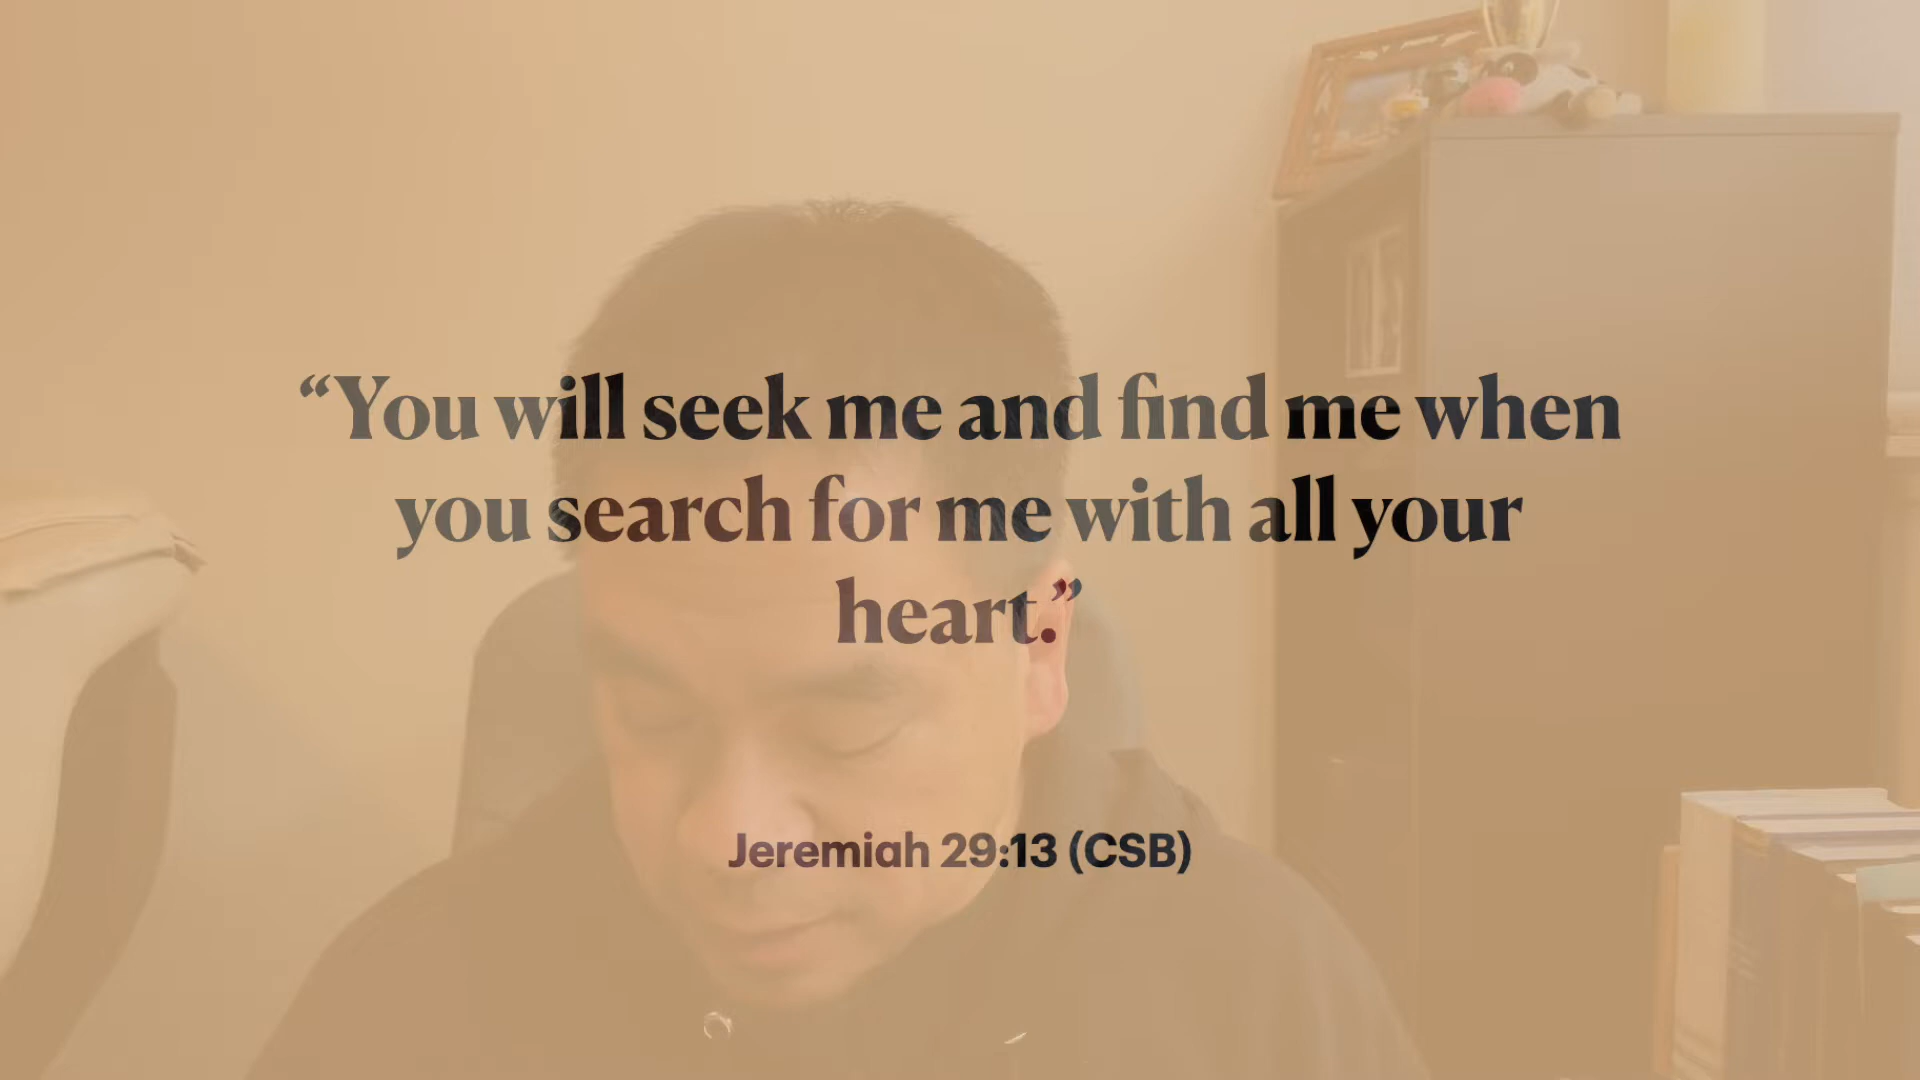 “You will seek me and find me when
you search for me with all your
heart.”
Jeremiah 29:13 (CSB)